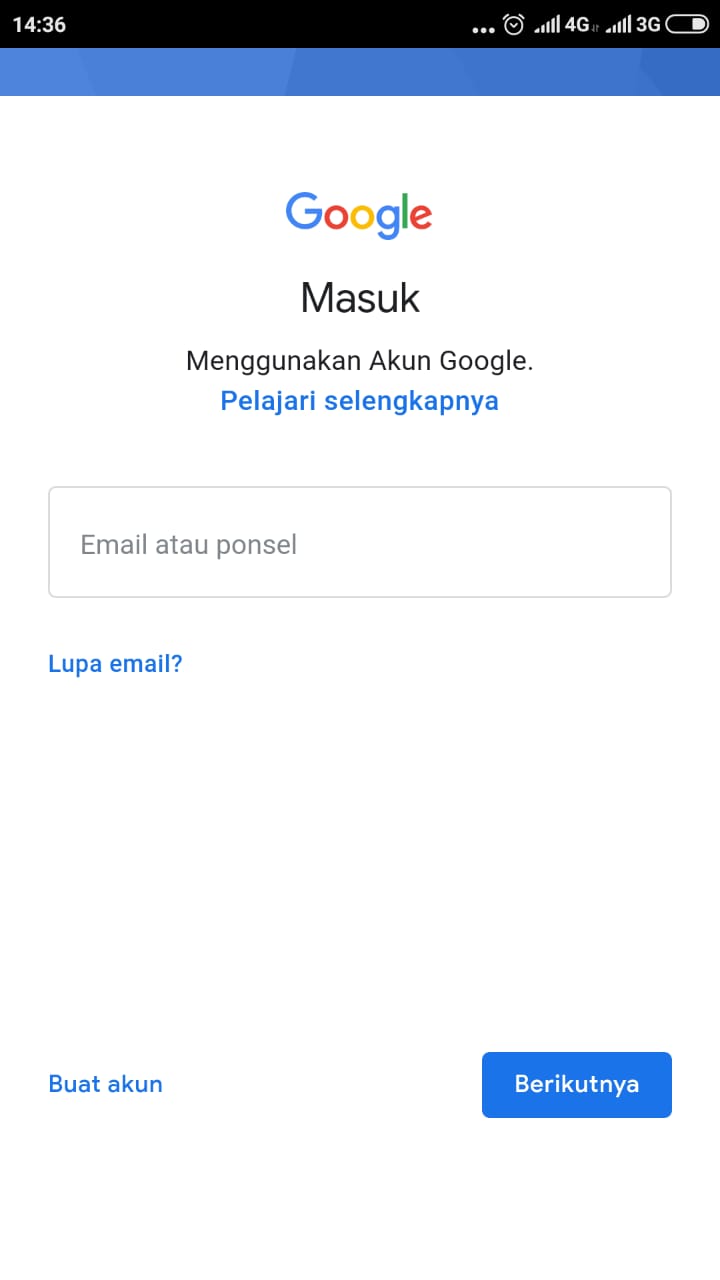 14:36
... 4G 3G
Google
Masuk
Menggunakan Akun Google.
Pelajari selengkapnya
Email atau ponsel
Lupa email?
Buat akun
Berikutnya